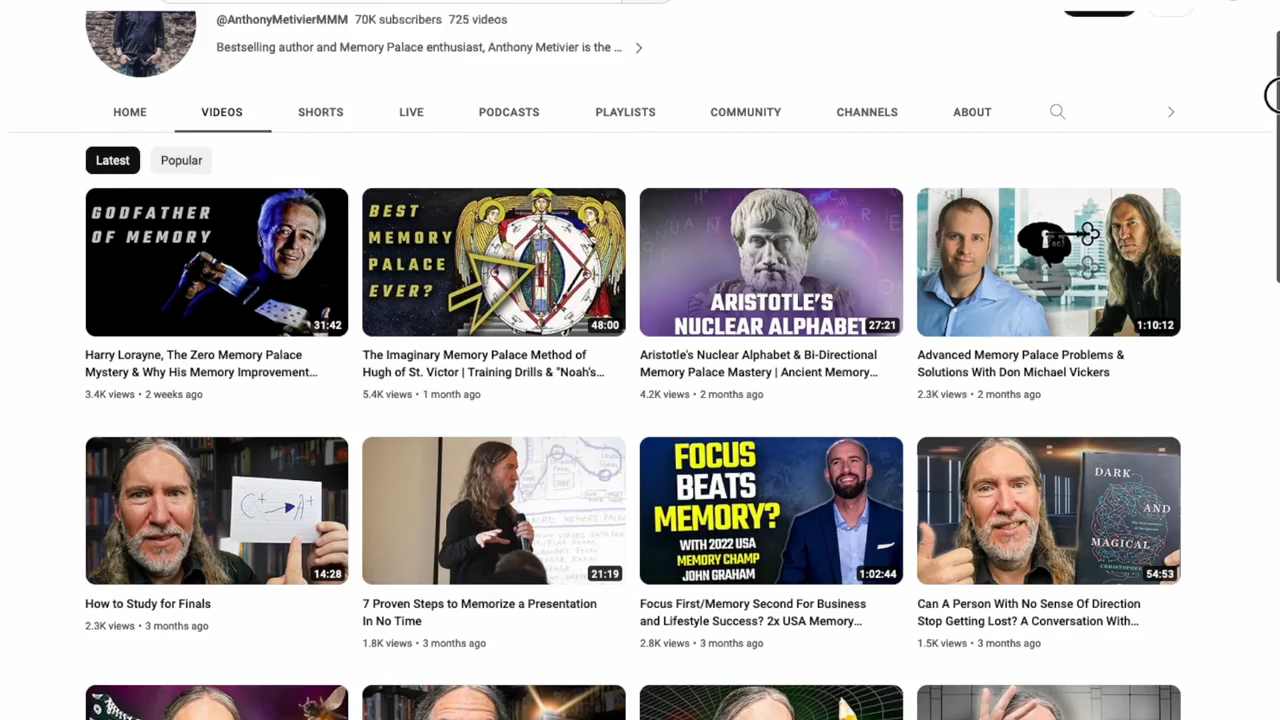 @AnthonyMetivierMMM 70K subscribers 725 videos
Bestselling author and Memory Palace enthusiast, Anthony Metivier is the ...
HOME VIDEOS SHORTS LIVE PODCASTS PLAYLISTS COMMUNITY CHANNELS ABOUT
Latest Popular
GODFATHER
OF MEMORY
31:42
BEST
MEMORY
PALACE
EVER?
48:00
ARISTOTLE'S
NUCLEAR ALPHABET
27:21
1:10:12
Harry Lorayne, The Zero Memory Palace
Mystery & Why His Memory Improvement...
3.4K views • 2 weeks ago
The Imaginary Memory Palace Method of
Hugh of St. Victor | Training Drills & "Noah's...
5.4K views • 1 month ago
Aristotle's Nuclear Alphabet & Bi-Directional
Memory Palace Mastery | Ancient Memory...
4.2K views • 2 months ago
Advanced Memory Palace Problems &
Solutions With Don Michael Vickers
2.3K views • 2 months ago
C+ A+
14:28
21:19
FOCUS
BEATS
MEMORY?
WITH 2022 USA
MEMORY CHAMP
JOHN GRAHAM
1:02:44
DARK
AND
MAGICAL
54:53
How to Study for Finals
2.3K views • 3 months ago
7 Proven Steps to Memorize a Presentation
In No Time
1.8K views • 3 months ago
Focus First/Memory Second For Business
and Lifestyle Success? 2x USA Memory...
2.8K views • 3 months ago
Can A Person With No Sense Of Direction
Stop Getting Lost? A Conversation With...
1.5K views • 3 months ago